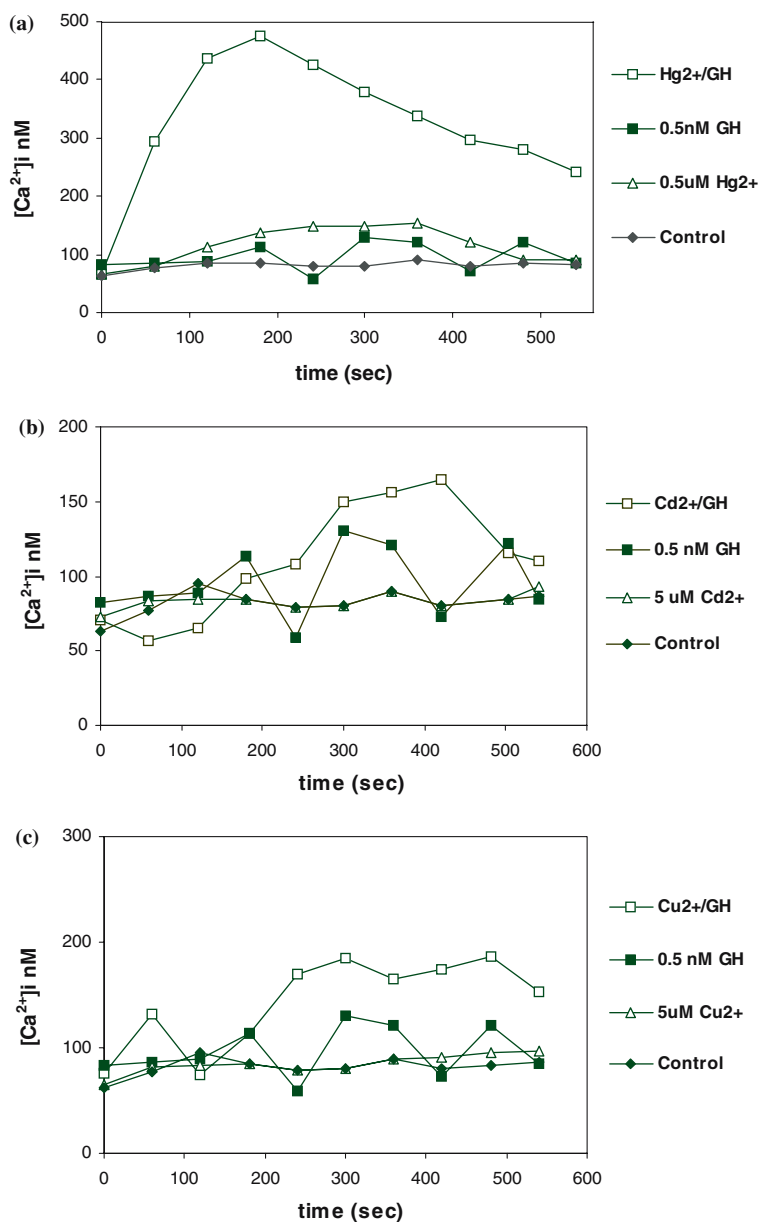 (a)
500
400
300
200
100
0
0 100 200 300 400 500
[Ca²⁺]i nM
time (sec)
Hg2+/GH
0.5nM GH
0.5uM Hg2+
Control
(b)
200
150
100
50
0
0 100 200 300 400 500 600
[Ca²⁺]i nM
time (sec)
Cd2+/GH
0.5 nM GH
5 uM Cd2+
Control
(c)
300
200
100
0
0 100 200 300 400 500 600
[Ca²⁺]i nM
time (sec)
Cu2+/GH
0.5 nM GH
5uM Cu2+
Control